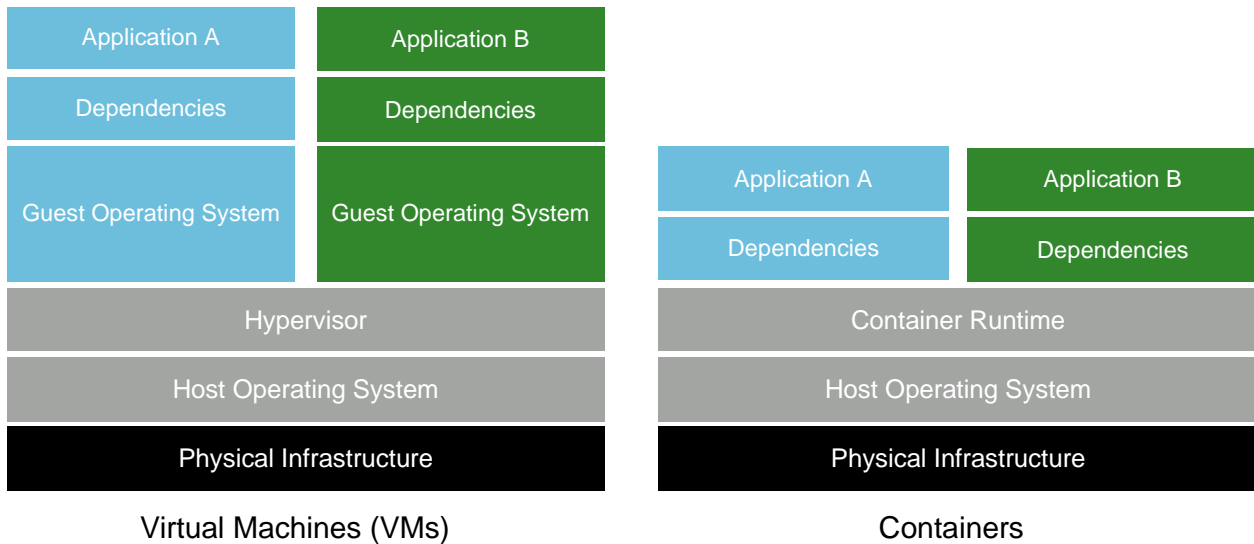 Application A
Application B
Dependencies
Dependencies
Guest Operating System
Guest Operating System
Hypervisor
Host Operating System
Physical Infrastructure
Virtual Machines (VMs)
Application A
Application B
Dependencies
Dependencies
Container Runtime
Host Operating System
Physical Infrastructure
Containers